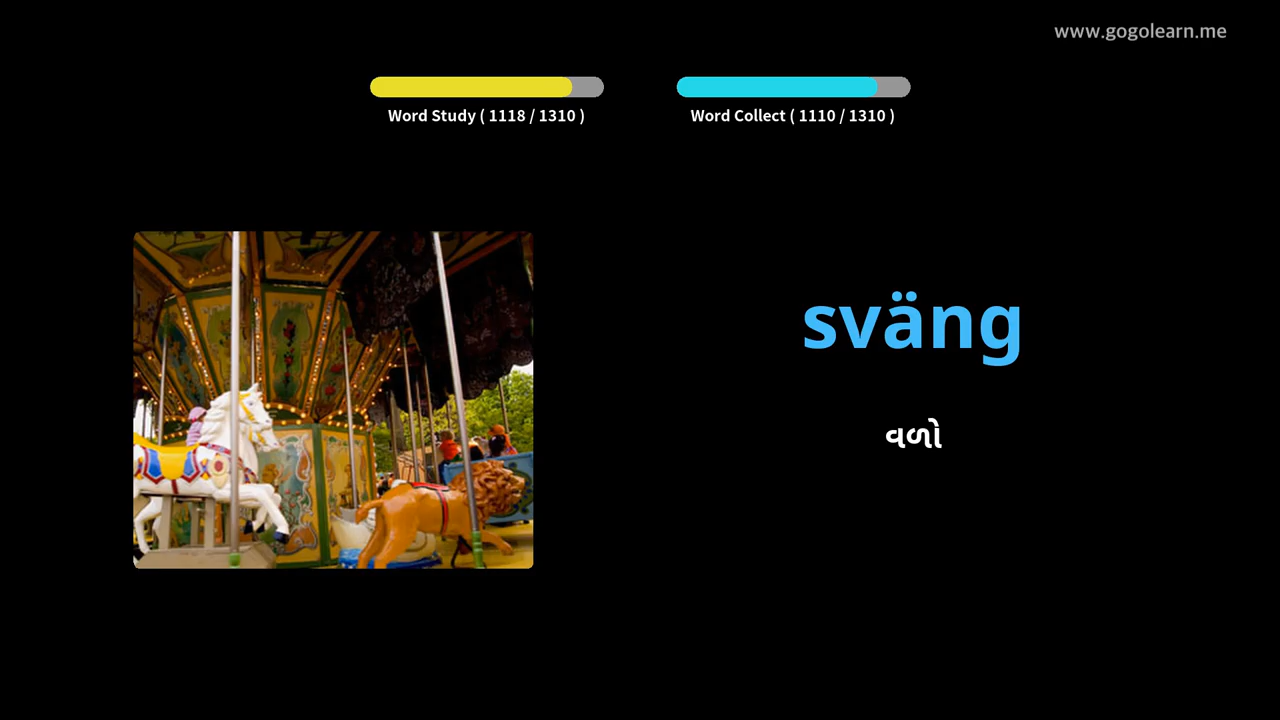 www.gogolearn.me
Word Study ( 1118 / 1310 )
Word Collect ( 1110 / 1310 )
sväng
વળો